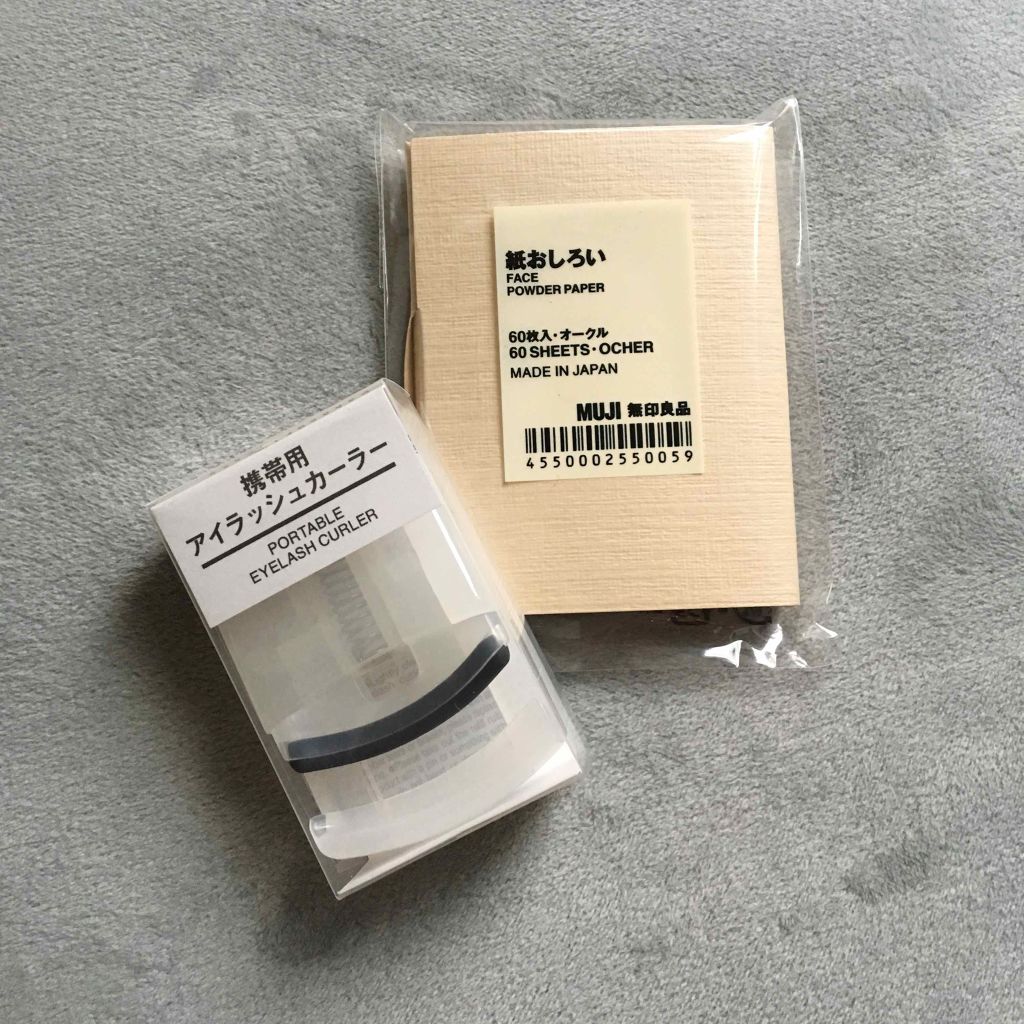 紙おしろい
FACE
POWDER PAPER
60枚入・オークル
60 SHEETS・OCHER
MADE IN JAPAN
MUJI 無印良品
4550002550059
携帯用
アイラッシュカーラー
PORTABLE
EYELASH CURLER